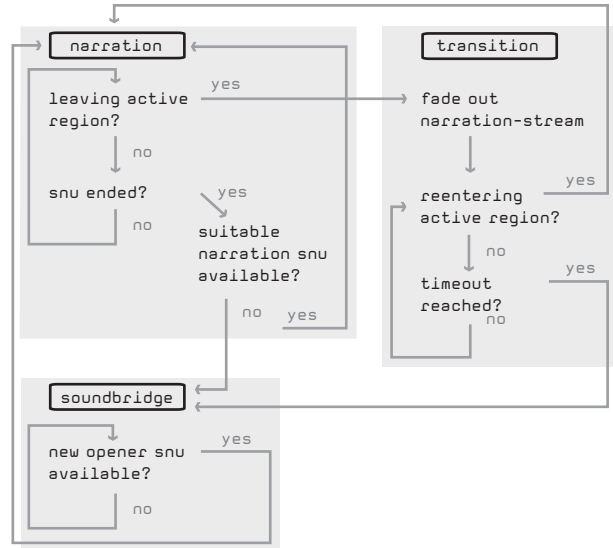 narration
leaving active
region?
yes
no
snu ended?
yes
no
suitable
narration snu
available?
no
yes
transition
fade out
narration-stream
reentering
active region?
yes
no
timeout
reached?
yes
no
soundbridge
new opener snu
available?
yes
no